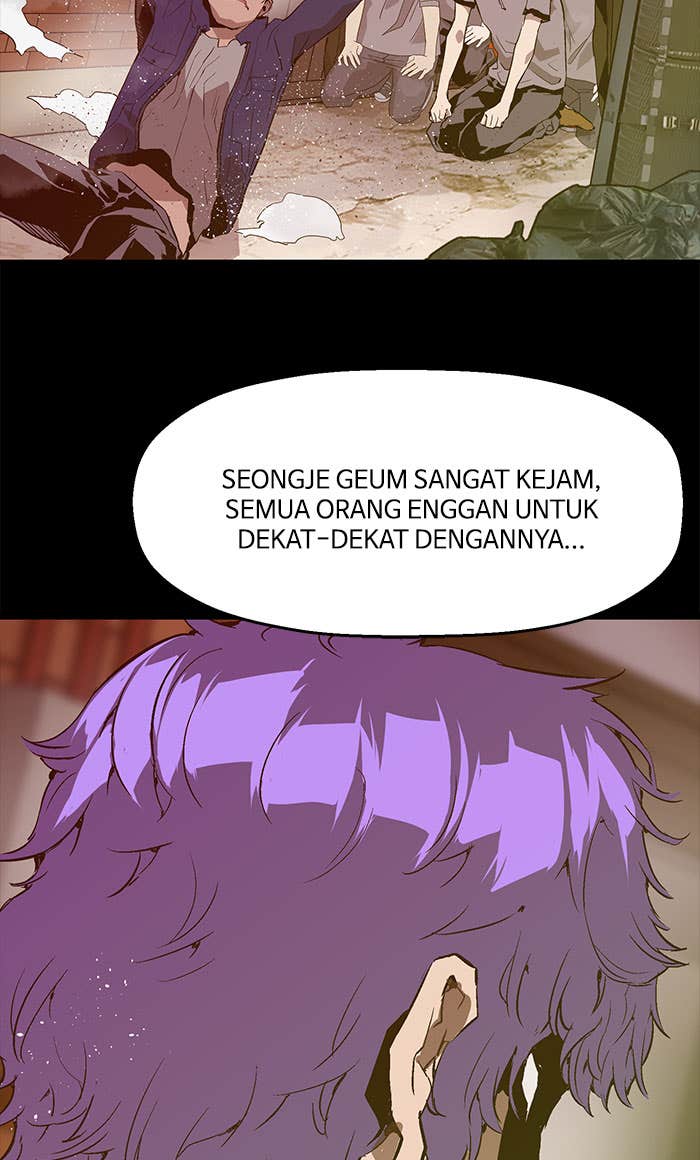 SEONGJE GEUM SANGAT KEJAM,
SEMUA ORANG ENGGAN UNTUK
DEKAT-DEKAT DENGANNYA...